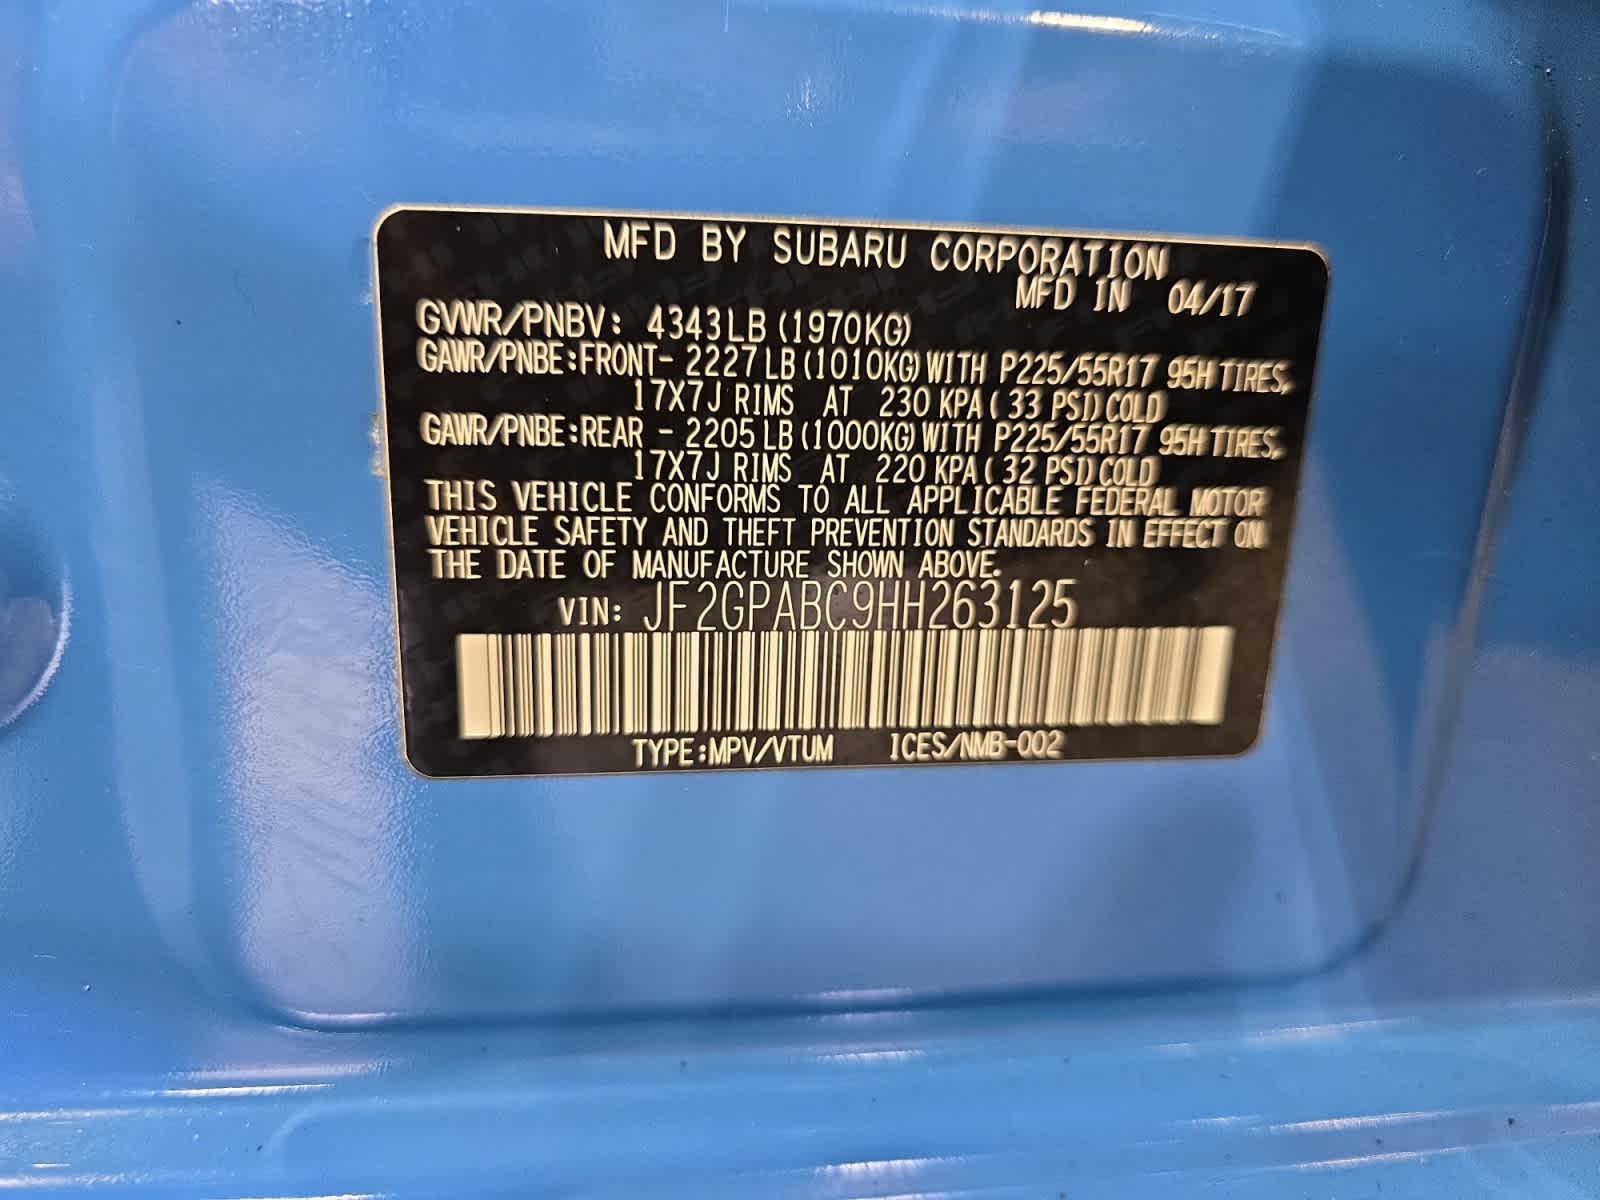 MFD BY SUBARU CORPORATION
MFD IN 04/17
GVWR/PNBV: 4343LB (1970KG)
GAWR/PNBE:FRONT- 2227LB (1010KG) WITH P225/55R17 95H TIRES,
17X7J RIMS AT 230 KPA ( 33 PSI) COLD
GAWR/PNBE:REAR - 2205LB (1000KG) WITH P225/55R17 95H TIRES,
17X7J RIMS AT 220 KPA ( 32 PSI) COLD
THIS VEHICLE CONFORMS TO ALL APPLICABLE FEDERAL MOTOR
VEHICLE SAFETY AND THEFT PREVENTION STANDARDS IN EFFECT ON
THE DATE OF MANUFACTURE SHOWN ABOVE.
VIN: JF2GPABC9HH263125
TYPE:MPV/VTUM ICES/NMB-002